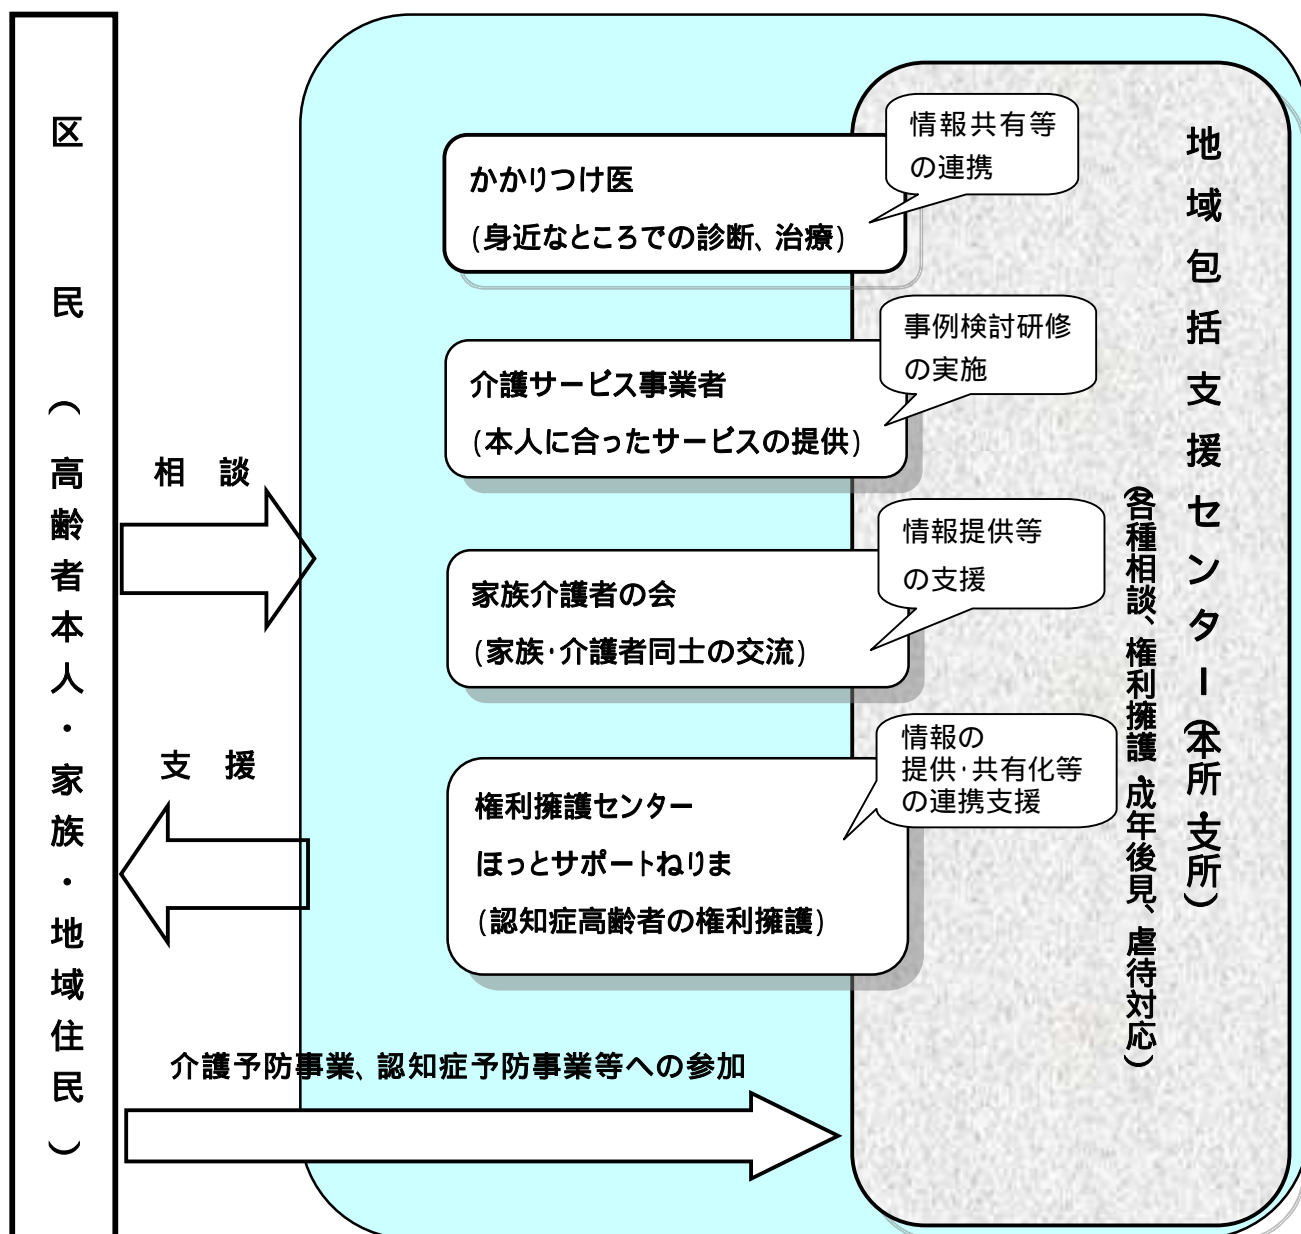 区民（高齢者本人・家族・地域住民）
相談
支援
かかりつけ医
(身近なところでの診断、治療)
情報共有等
の連携
介護サービス事業者
(本人に合ったサービスの提供)
事例検討研修
の実施
家族介護者の会
(家族・介護者同士の交流)
情報提供等
の支援
権利擁護センター
ほっとサポートねりま
(認知症高齢者の権利擁護)
情報の
提供・共有化等
の連携支援
介護予防事業、認知症予防事業等への参加
地域包括支援センター(本所・支所)
(各種相談、権利擁護・成年後見、虐待対応)